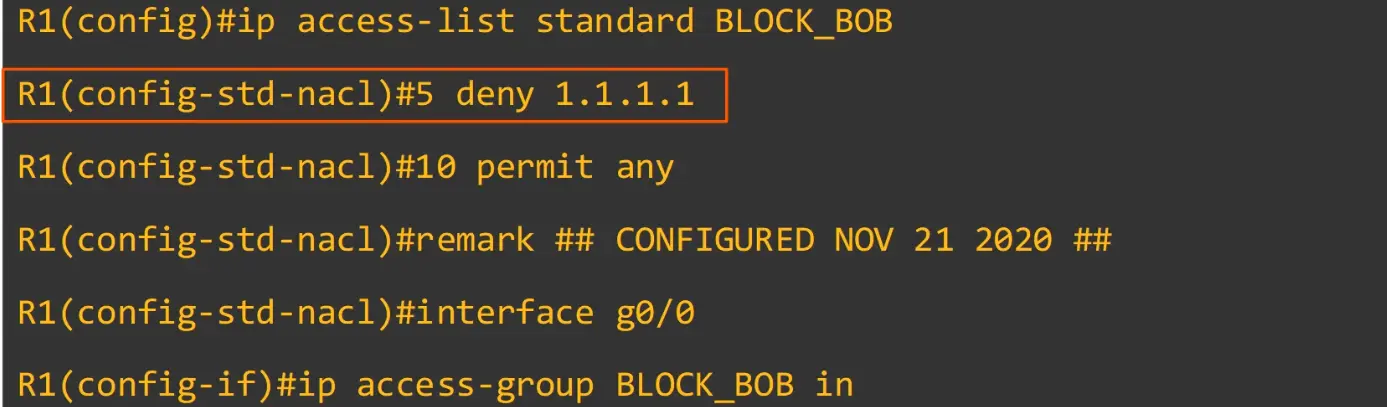 R1(config)#ip access-list standard BLOCK_BOB
R1(config-std-nacl)#5 deny 1.1.1.1
R1(config-std-nacl)#10 permit any
R1(config-std-nacl)#remark ## CONFIGURED NOV 21 2020 ##
R1(config-std-nacl)#interface g0/0
R1(config-if)#ip access-group BLOCK_BOB in